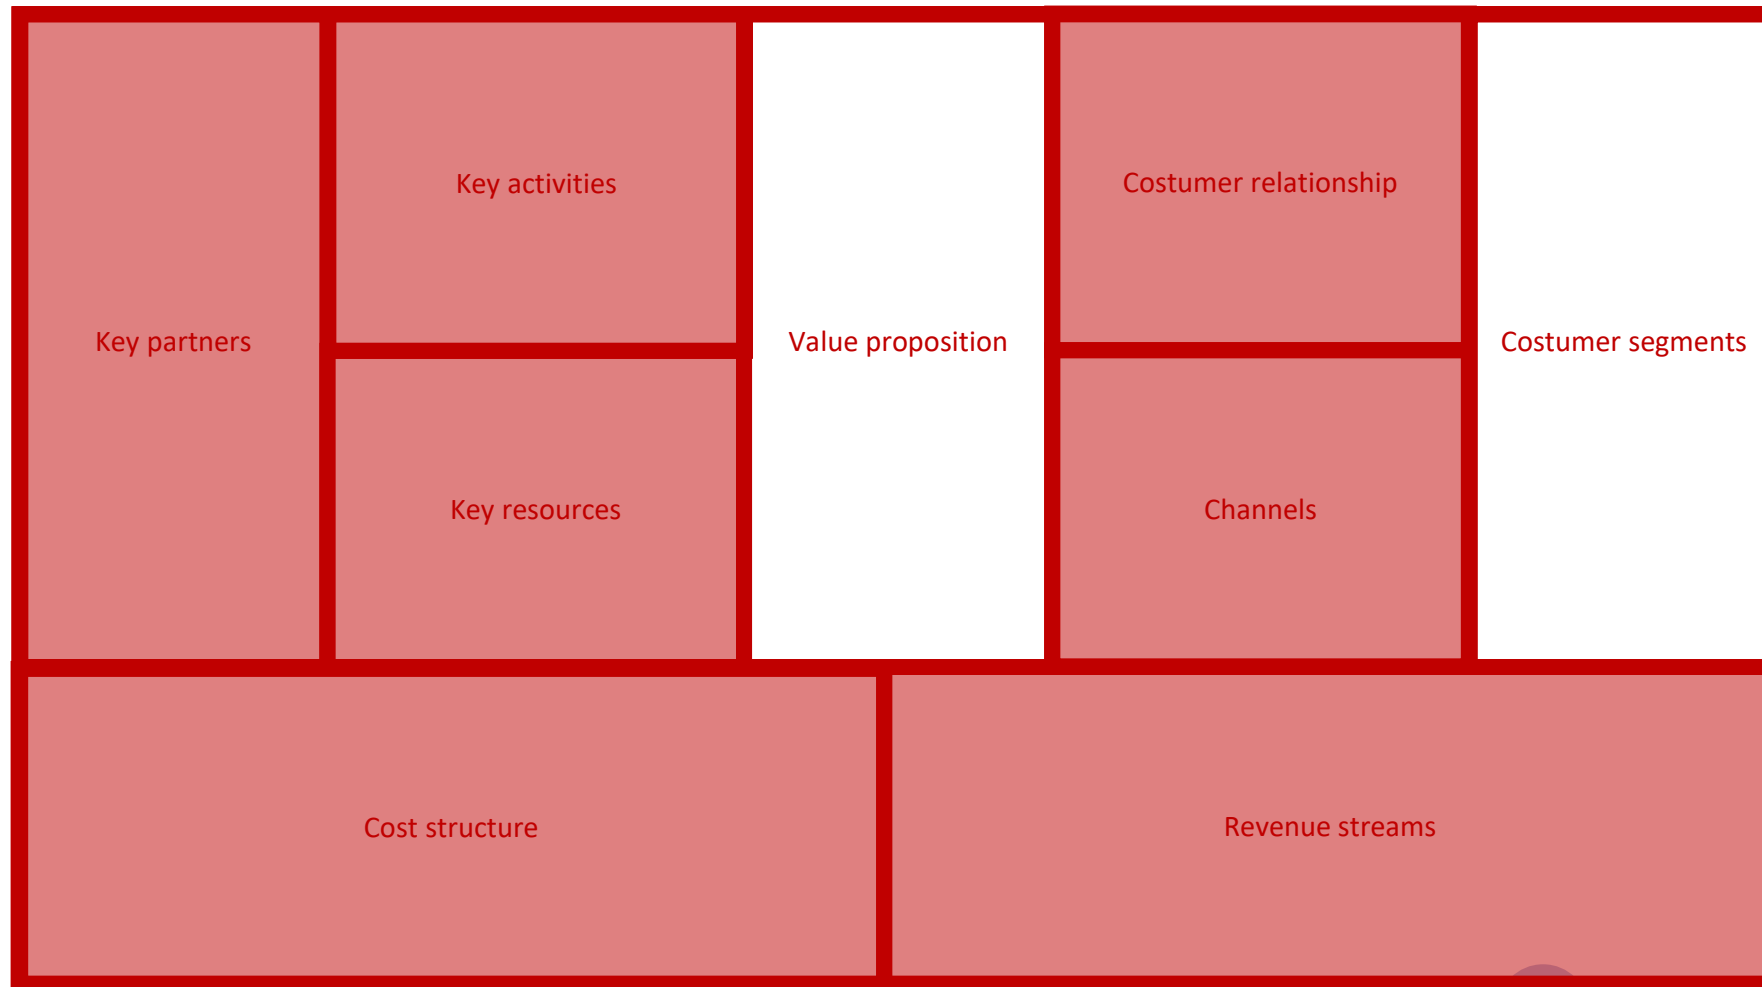 Key partners
Key activities
Key resources
Value proposition
Costumer relationship
Channels
Costumer segments
Cost structure
Revenue streams